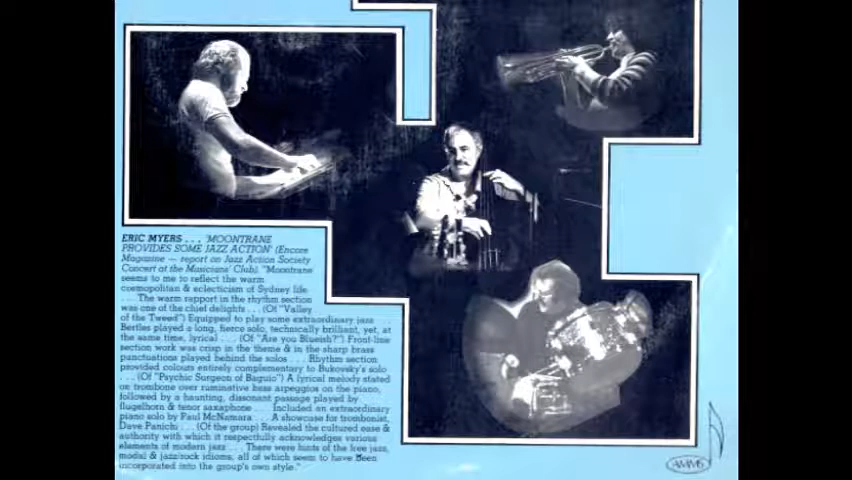 ERIC MYERS . . . 'MOONTRANE
PROVIDES SOME JAZZ ACTION' (Encore
Magazine — report on Jazz Action Society
Concert at the Musicians' Club). "Moontrane
seems to me to reflect the warm
cosmopolitan & eclecticism of Sydney life.
. . . The warm rapport in the rhythm section
was one of the chief delights . . . (Of "Valley
of the Tweed") Equipped to play some extraordinary jazz . . .
Bertles played a long, fierce solo, technically brilliant, yet, at
the same time, lyrical . . . (Of "Are you Blueish?") Front-line
section work was crisp in the theme & in the sharp brass
punctuations played behind the solos . . . Rhythm section
provided colours entirely complementary to Bukovsky's solo
. . . (Of "Psychic Surgeon of Baguio") A lyrical melody stated
on trombone over ruminative bass arpeggios on the piano,
followed by a haunting, dissonant passage played by
flugelhorn & tenor saxophone . . . Included an extraordinary
piano solo by Paul McNamara . . . A showcase for trombonist,
Dave Panichi . . . (Of the group) Revealed the cultured ease &
authority with which it respectfully acknowledges various
elements of modern jazz . . . There were hints of the free jazz,
modal & jazz/rock idioms, all of which seem to have been
incorporated into the group's own style."
AMMS